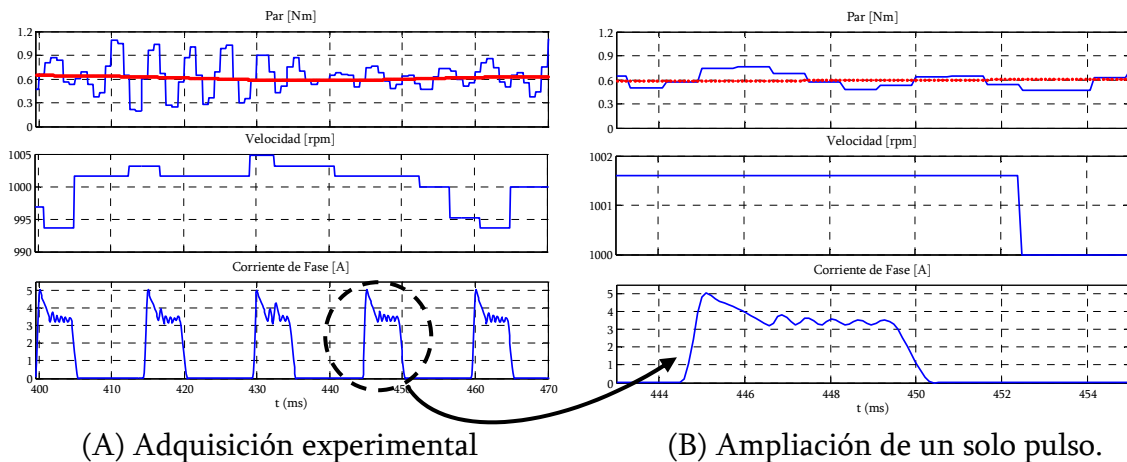 Par [Nm]
1.2
0.9
0.6
0.3
0
Velocidad [rpm]
1005
1000
995
990
Corriente de Fase [A]
5
4
3
2
1
0
400 410 420 430 440 450 460 470
t (ms)
(A) Adquisición experimental
Par [Nm]
1.2
0.9
0.6
0.3
0
Velocidad [rpm]
1002
1001
1000
Corriente de Fase [A]
5
4
3
2
1
0
444 446 448 450 452 454
t (ms)
(B) Ampliación de un solo pulso.